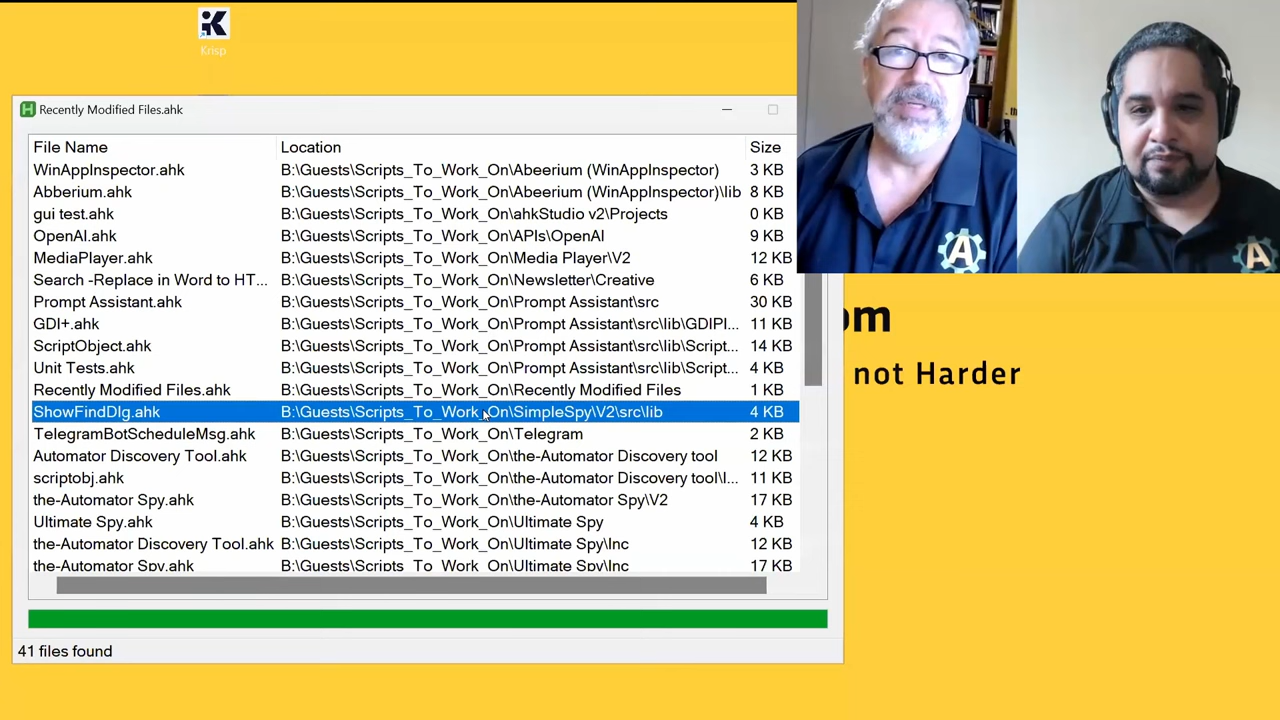 Krisp
Recently Modified Files.ahk
File Name Location Size
WinAppInspector.ahk B:\Guests\Scripts_To_Work_On\Abeerium (WinAppInspector) 3 KB
Abberium.ahk B:\Guests\Scripts_To_Work_On\Abeerium (WinAppInspector)\lib 8 KB
gui test.ahk B:\Guests\Scripts_To_Work_On\ahkStudio v2\Projects 0 KB
OpenAI.ahk B:\Guests\Scripts_To_Work_On\APIs\OpenAI 9 KB
MediaPlayer.ahk B:\Guests\Scripts_To_Work_On\Media Player\V2 12 KB
Search -Replace in Word to HT... B:\Guests\Scripts_To_Work_On\Newsletter\Creative 6 KB
Prompt Assistant.ahk B:\Guests\Scripts_To_Work_On\Prompt Assistant\src 30 KB
GDI+.ahk B:\Guests\Scripts_To_Work_On\Prompt Assistant\src\lib\GDIPI... 11 KB
ScriptObject.ahk B:\Guests\Scripts_To_Work_On\Prompt Assistant\src\lib\Script... 14 KB
Unit Tests.ahk B:\Guests\Scripts_To_Work_On\Prompt Assistant\src\lib\Script... 4 KB
Recently Modified Files.ahk B:\Guests\Scripts_To_Work_On\Recently Modified Files 1 KB
ShowFindDlg.ahk B:\Guests\Scripts_To_Work_On\SimpleSpy\V2\src\lib 4 KB
TelegramBotScheduleMsg.ahk B:\Guests\Scripts_To_Work_On\Telegram 2 KB
Automator Discovery Tool.ahk B:\Guests\Scripts_To_Work_On\the-Automator Discovery tool 12 KB
scriptobj.ahk B:\Guests\Scripts_To_Work_On\the-Automator Discovery tool\l... 11 KB
the-Automator Spy.ahk B:\Guests\Scripts_To_Work_On\the-Automator Spy\V2 17 KB
Ultimate Spy.ahk B:\Guests\Scripts_To_Work_On\Ultimate Spy 4 KB
the-Automator Discovery Tool.ahk B:\Guests\Scripts_To_Work_On\Ultimate Spy\Inc 12 KB
the-Automator Spy.ahk B:\Guests\Scripts_To_Work_On\Ultimate Spy\Inc 17 KB
41 files found
om
not Harder
A
A